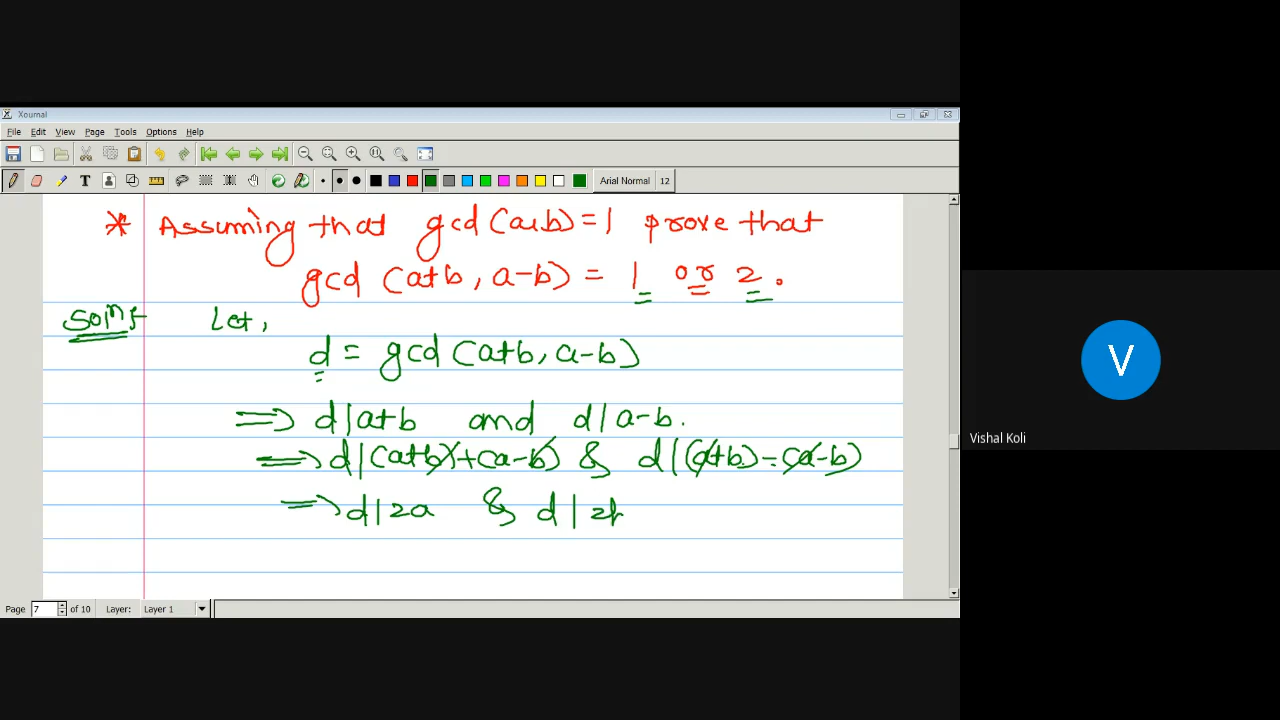 Xournal
File Edit View Page Tools Options Help
Arial Normal 12
* Assuming that gcd(a,b)=1 prove that
gcd (a+b, a-b) = 1 or 2.
Soln: Let,
d = gcd (a+b, a-b)
⟹ d|a+b and d|a-b.
⟹ d|(a+b)+(a-b) & d|(a+b)-(a-b)
⟹ d|2a & d|2b
V
Vishal Koli
Page 7 of 10 Layer: Layer 1